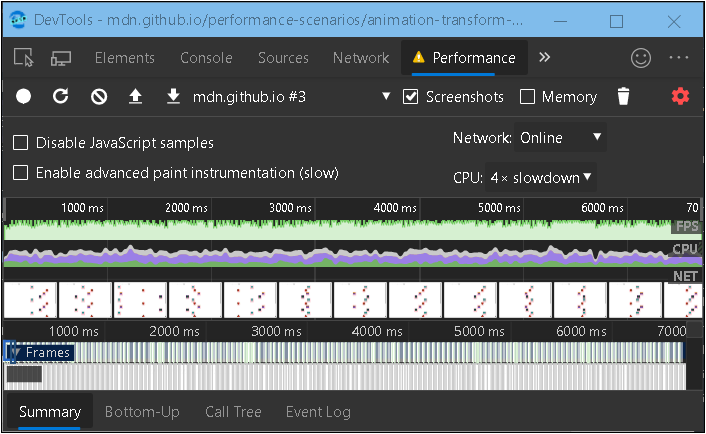 DevTools - mdn.github.io/performance-scenarios/animation-transform-...
Elements Console Sources Network Performance »
mdn.github.io #3 Screenshots Memory
Disable JavaScript samples Network: Online
Enable advanced paint instrumentation (slow)
CPU: 4× slowdown
1000 ms 2000 ms 3000 ms 4000 ms 5000 ms 6000 ms 70
FPS
CPU
NET
1000 ms 2000 ms 3000 ms 4000 ms 5000 ms 6000 ms 7000
Frames
Summary Bottom-Up Call Tree Event Log